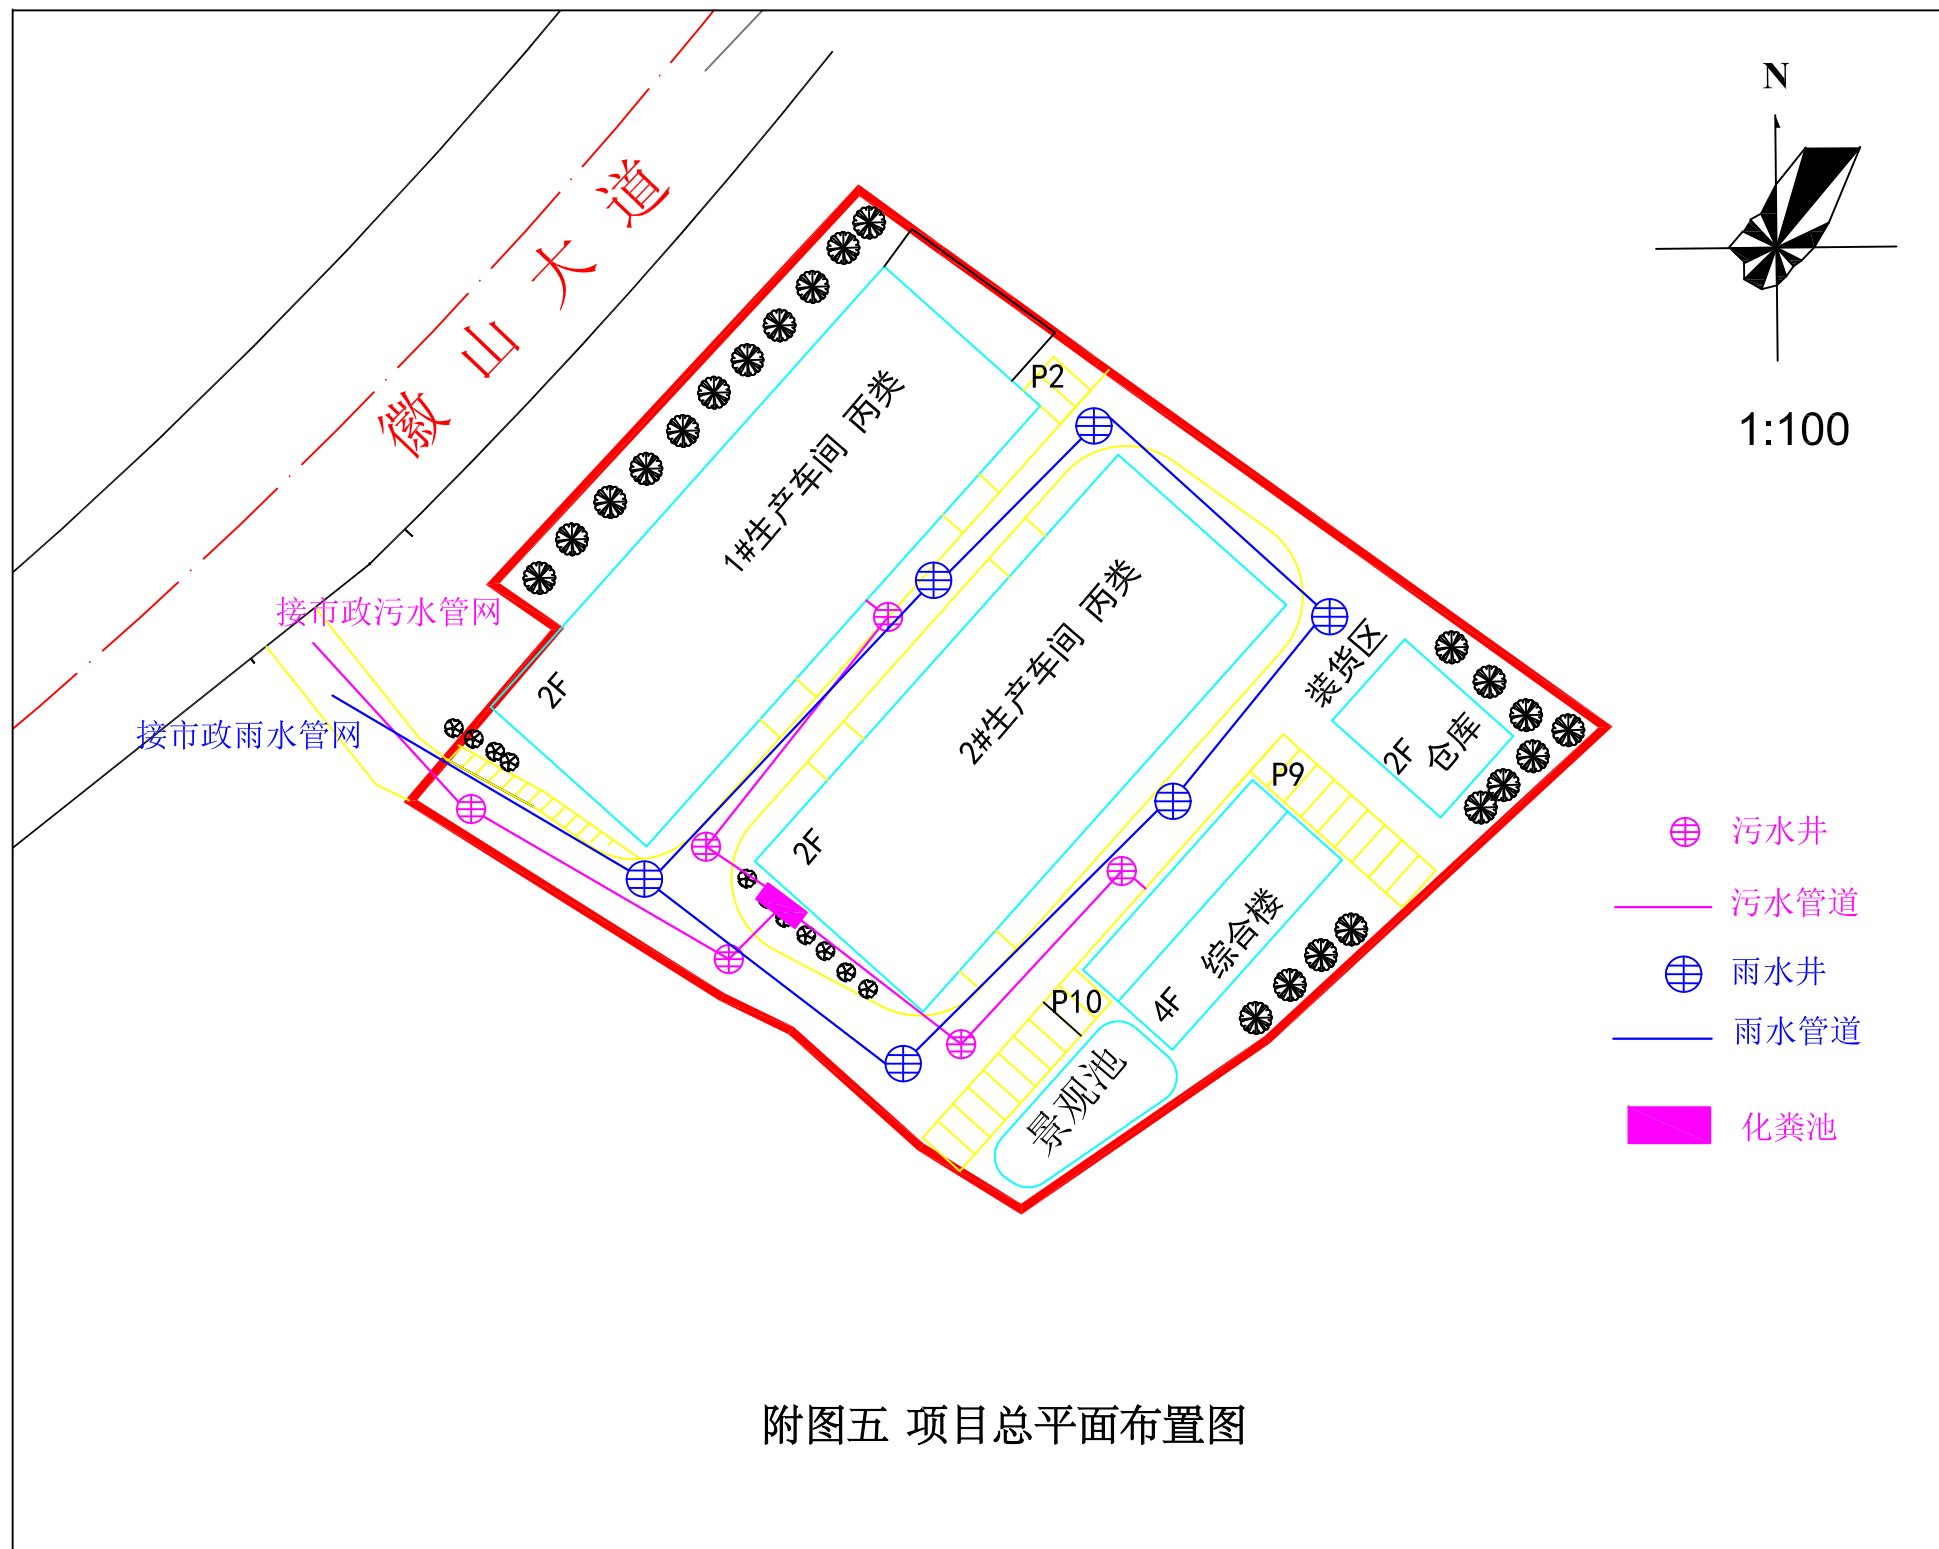 N
1:100
徽山大道
P2
1#生产车间 丙类
2F
2#生产车间 丙类
2F
接市政污水管网
接市政雨水管网
装货区
仓库
2F
P9
综合楼
4F
P10
景观池
污水井
污水管道
雨水井
雨水管道
化粪池
附图五 项目总平面布置图